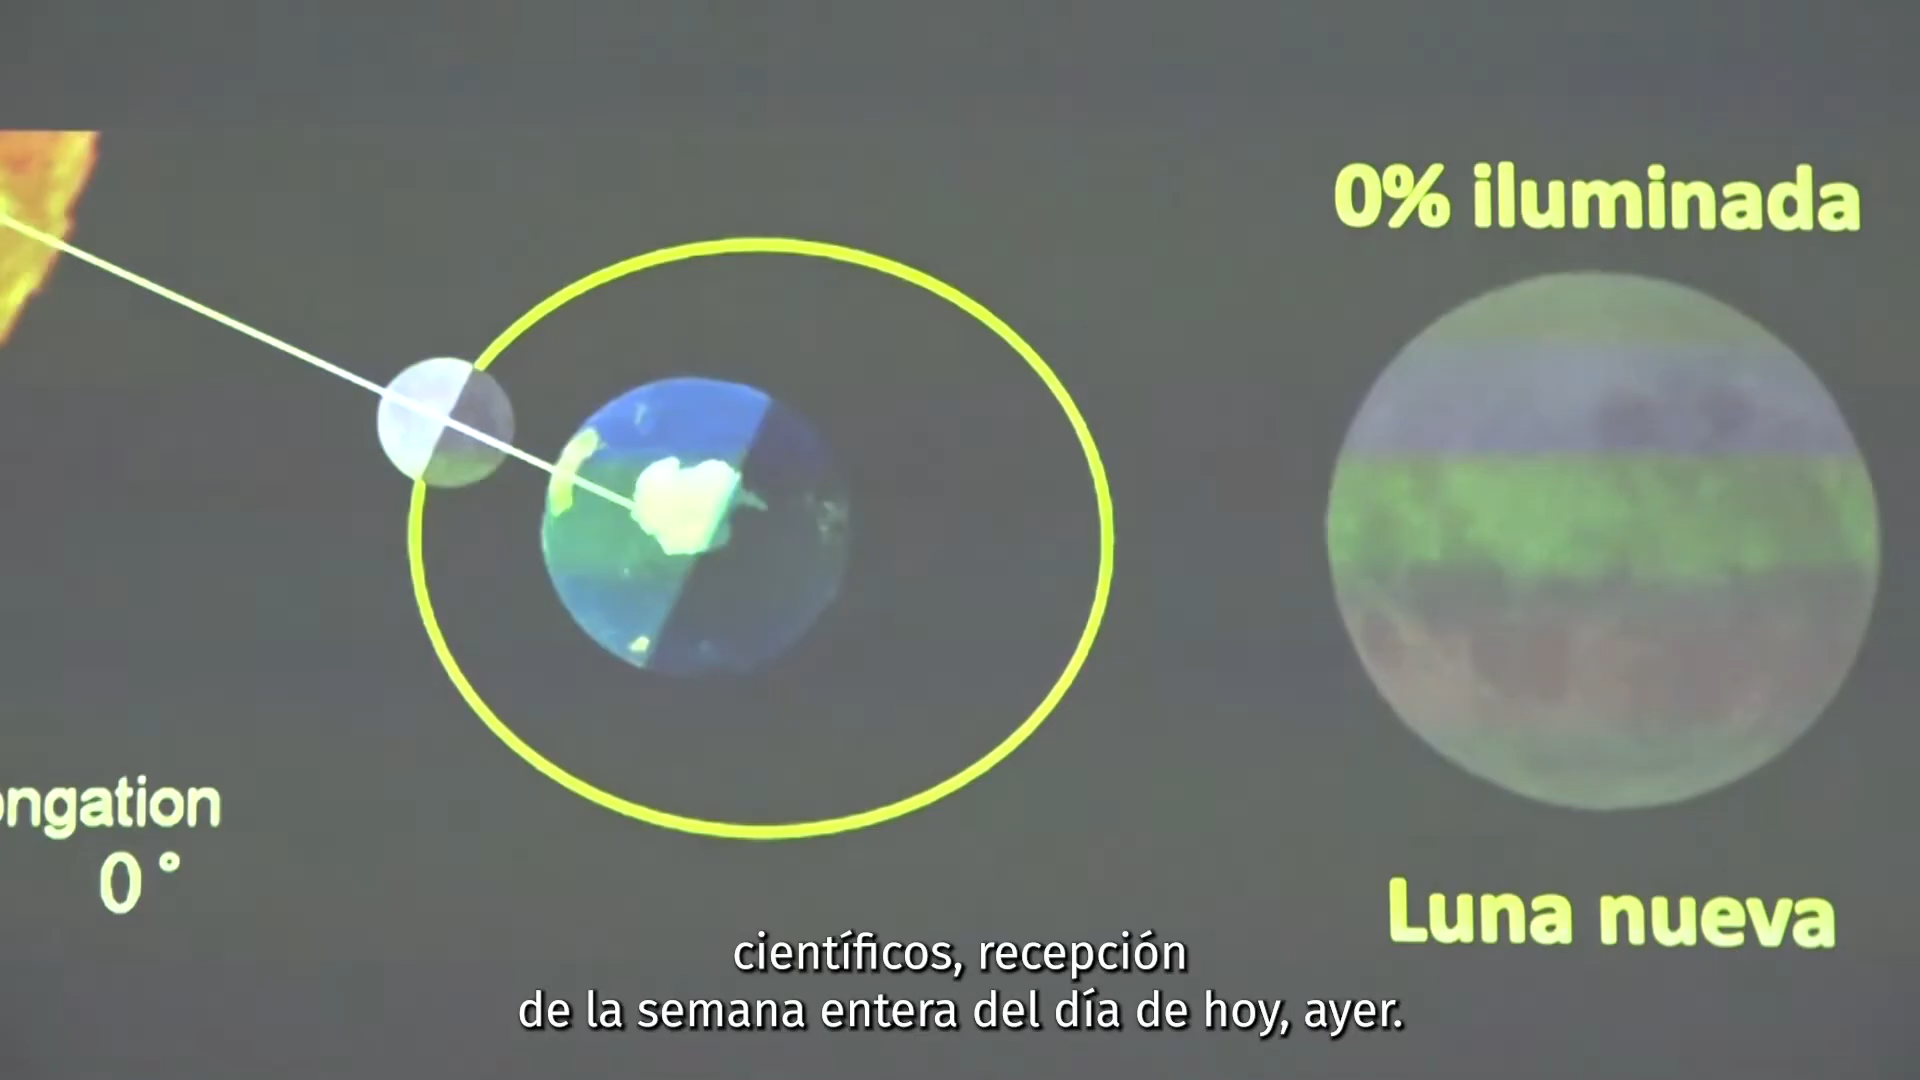 0% iluminada
ongation
0 °
Luna nueva
científicos, recepción
de la semana entera del día de hoy, ayer.